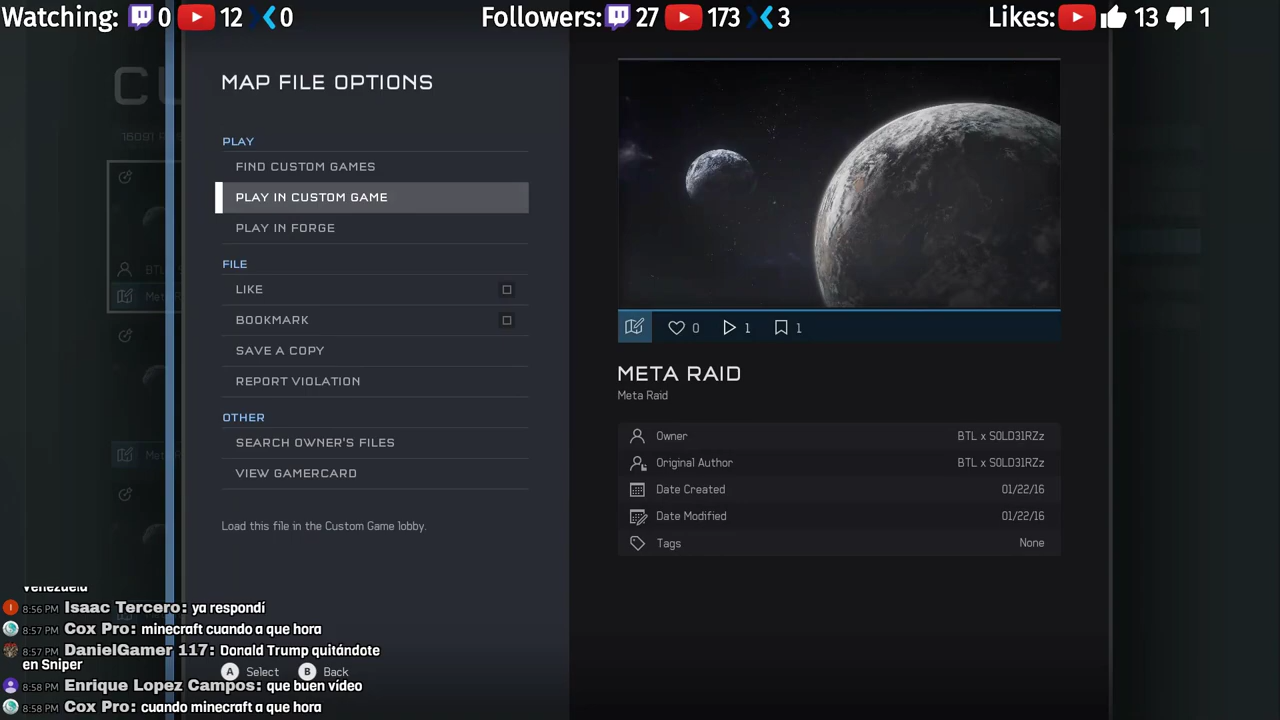 Watching: 0 12 0 Followers: 27 173 3 Likes: 13 1
MAP FILE OPTIONS
PLAY
FIND CUSTOM GAMES
PLAY IN CUSTOM GAME
PLAY IN FORGE
FILE
LIKE
BOOKMARK
SAVE A COPY
REPORT VIOLATION
OTHER
SEARCH OWNER'S FILES
VIEW GAMERCARD
Load this file in the Custom Game lobby.
A Select B Back
0 1 1
META RAID
Meta Raid
Owner BTL x S0LD31RZz
Original Author BTL x S0LD31RZz
Date Created 01/22/16
Date Modified 01/22/16
Tags None
Venezuela
8:56 PM Isaac Tercero: ya respondí
8:57 PM Cox Pro: minecraft cuando a que hora
8:57 PM DanielGamer 117: Donald Trump quitándote
en Sniper
8:58 PM Enrique Lopez Campos: que buen vídeo
8:58 PM Cox Pro: cuando minecraft a que hora